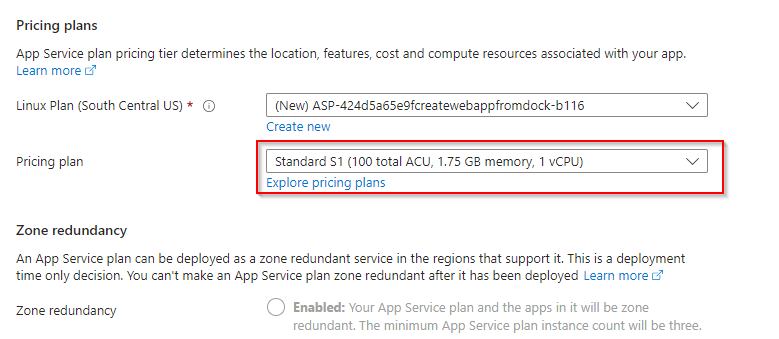 Pricing plans
App Service plan pricing tier determines the location, features, cost and compute resources associated with your app.
Learn more
Linux Plan (South Central US) *
(New) ASP-424d5a65e9fcreatewebappfromdock-b116
Create new
Pricing plan
Standard S1 (100 total ACU, 1.75 GB memory, 1 vCPU)
Explore pricing plans
Zone redundancy
An App Service plan can be deployed as a zone redundant service in the regions that support it. This is a deployment
time only decision. You can't make an App Service plan zone redundant after it has been deployed Learn more
Zone redundancy
Enabled: Your App Service plan and the apps in it will be zone
redundant. The minimum App Service plan instance count will be three.